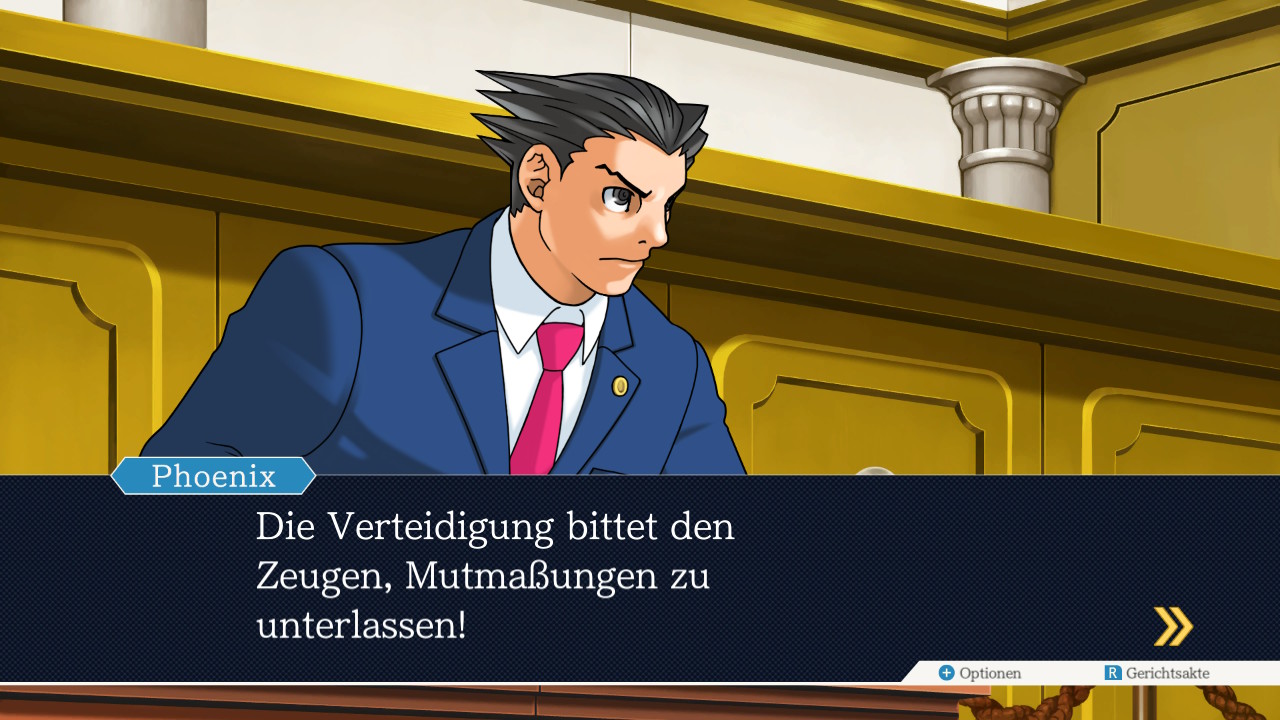 Phoenix
Die Verteidigung bittet den
Zeugen, Mutmaßungen zu
unterlassen!
+ Optionen
R Gerichtsakte